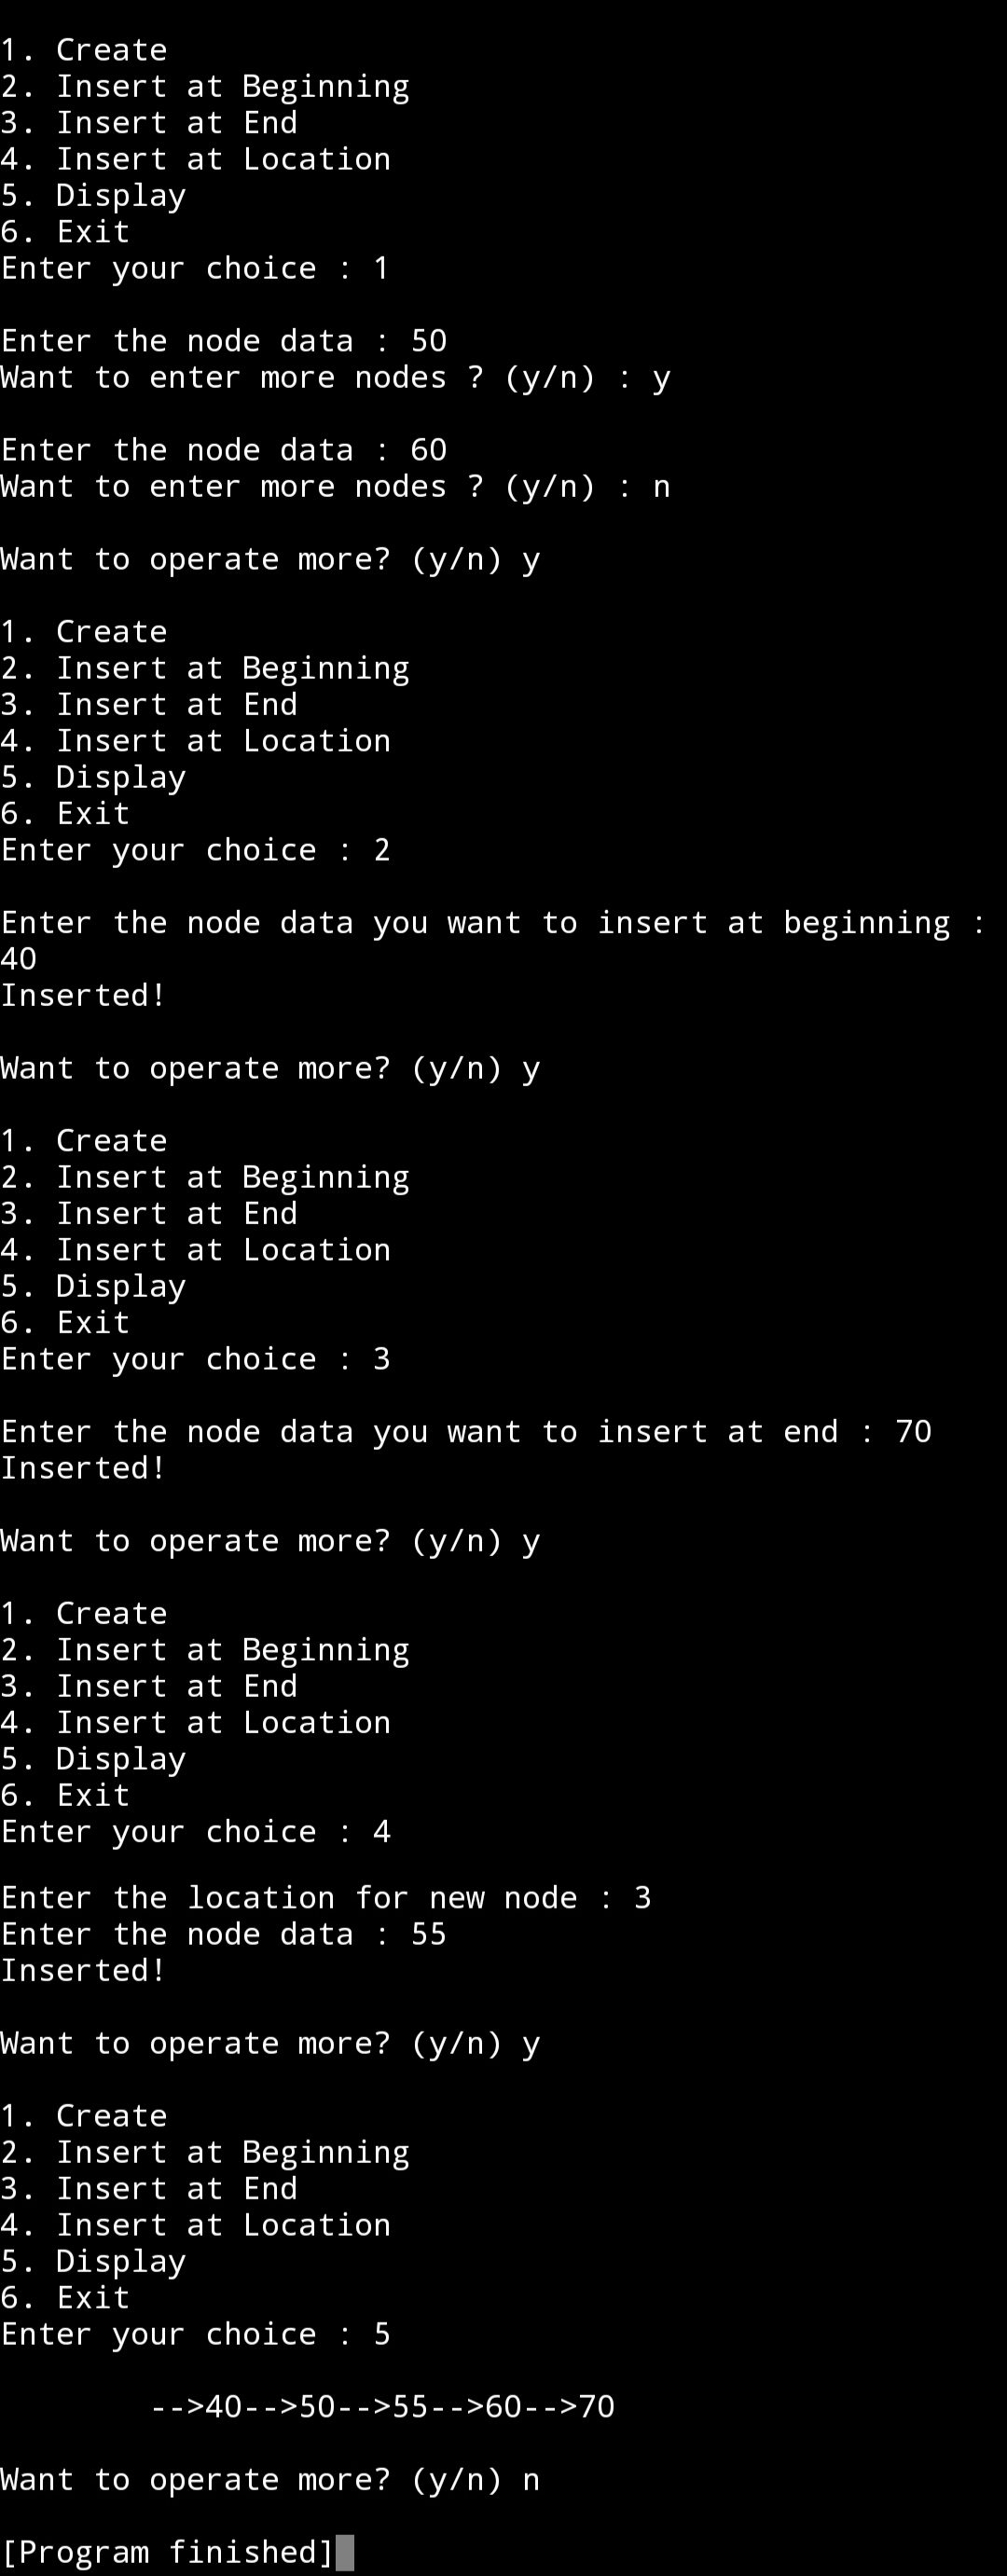 1. Create
2. Insert at Beginning
3. Insert at End
4. Insert at Location
5. Display
6. Exit
Enter your choice : 1
Enter the node data : 50
Want to enter more nodes ? (y/n) : y
Enter the node data : 60
Want to enter more nodes ? (y/n) : n
Want to operate more? (y/n) y
1. Create
2. Insert at Beginning
3. Insert at End
4. Insert at Location
5. Display
6. Exit
Enter your choice : 2
Enter the node data you want to insert at beginning :
40
Inserted!
Want to operate more? (y/n) y
1. Create
2. Insert at Beginning
3. Insert at End
4. Insert at Location
5. Display
6. Exit
Enter your choice : 3
Enter the node data you want to insert at end : 70
Inserted!
Want to operate more? (y/n) y
1. Create
2. Insert at Beginning
3. Insert at End
4. Insert at Location
5. Display
6. Exit
Enter your choice : 4
Enter the location for new node : 3
Enter the node data : 55
Inserted!
Want to operate more? (y/n) y
1. Create
2. Insert at Beginning
3. Insert at End
4. Insert at Location
5. Display
6. Exit
Enter your choice : 5
-->40-->50-->55-->60-->70
Want to operate more? (y/n) n
[Program finished]